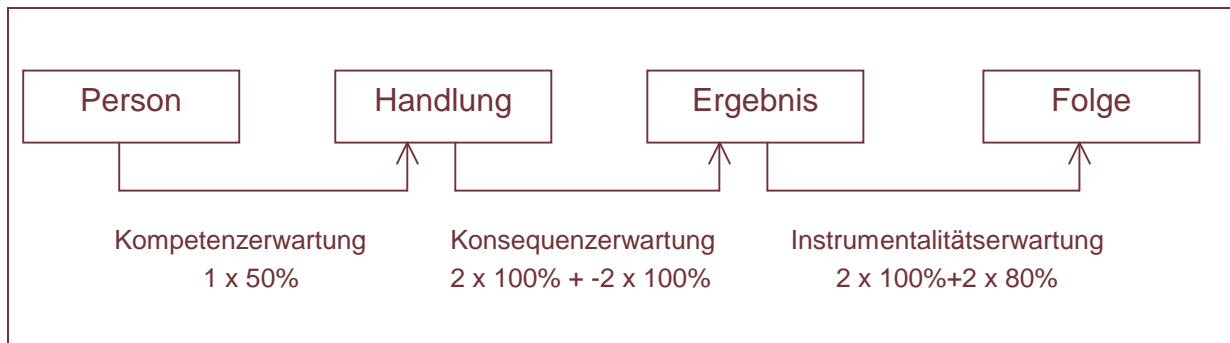 Person
Handlung
Ergebnis
Folge
Kompetenzerwartung
1 x 50%
Konsequenzerwartung
2 x 100% + -2 x 100%
Instrumentalitätserwartung
2 x 100%+2 x 80%